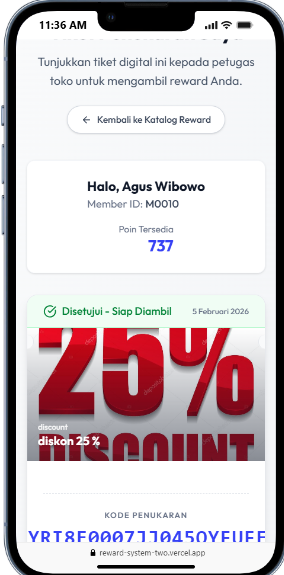 11:36 AM
Tunjukkan tiket digital ini kepada petugas
toko untuk mengambil reward Anda.
← Kembali ke Katalog Reward
Halo, Agus Wibowo
Member ID: M0010
Poin Tersedia
737
Disetujui - Siap Diambil
5 Februari 2026
25%
DISCOUNT
discount
diskon 25 %
KODE PENUKARAN
reward-system-two.vercel.app